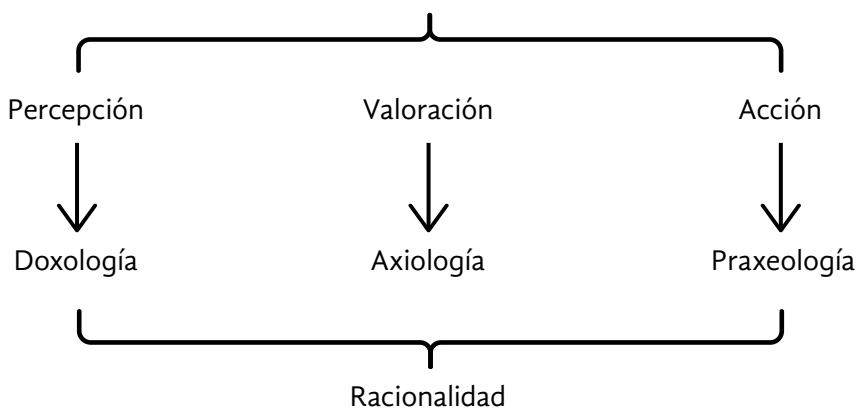 Percepción Valoración Acción
Doxología Axiología Praxeología
Racionalidad